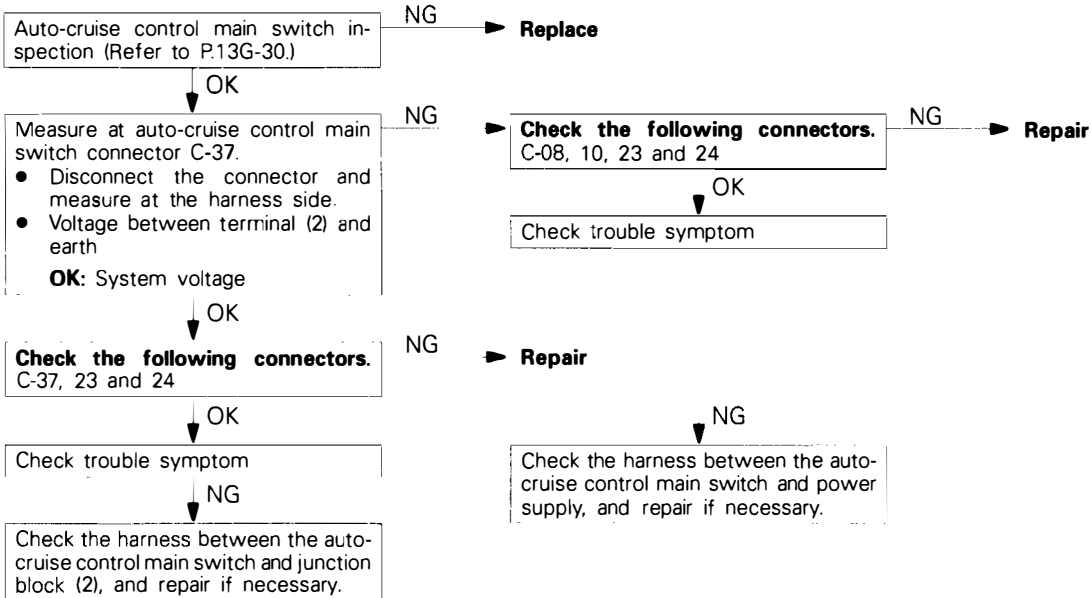 Auto-cruise control main switch in-
spection (Refer to P.13G-30.)
NG
Replace
OK
Measure at auto-cruise control main
switch connector C-37.
● Disconnect the connector and
measure at the harness side.
● Voltage between terminal (2) and
earth
OK: System voltage
NG
Check the following connectors.
C-08, 10, 23 and 24
NG
Repair
OK
Check trouble symptom
OK
Check the following connectors.
C-37, 23 and 24
NG
Repair
OK
Check trouble symptom
NG
Check the harness between the auto-
cruise control main switch and junction
block (2), and repair if necessary.
NG
Check the harness between the auto-
cruise control main switch and power
supply, and repair if necessary.